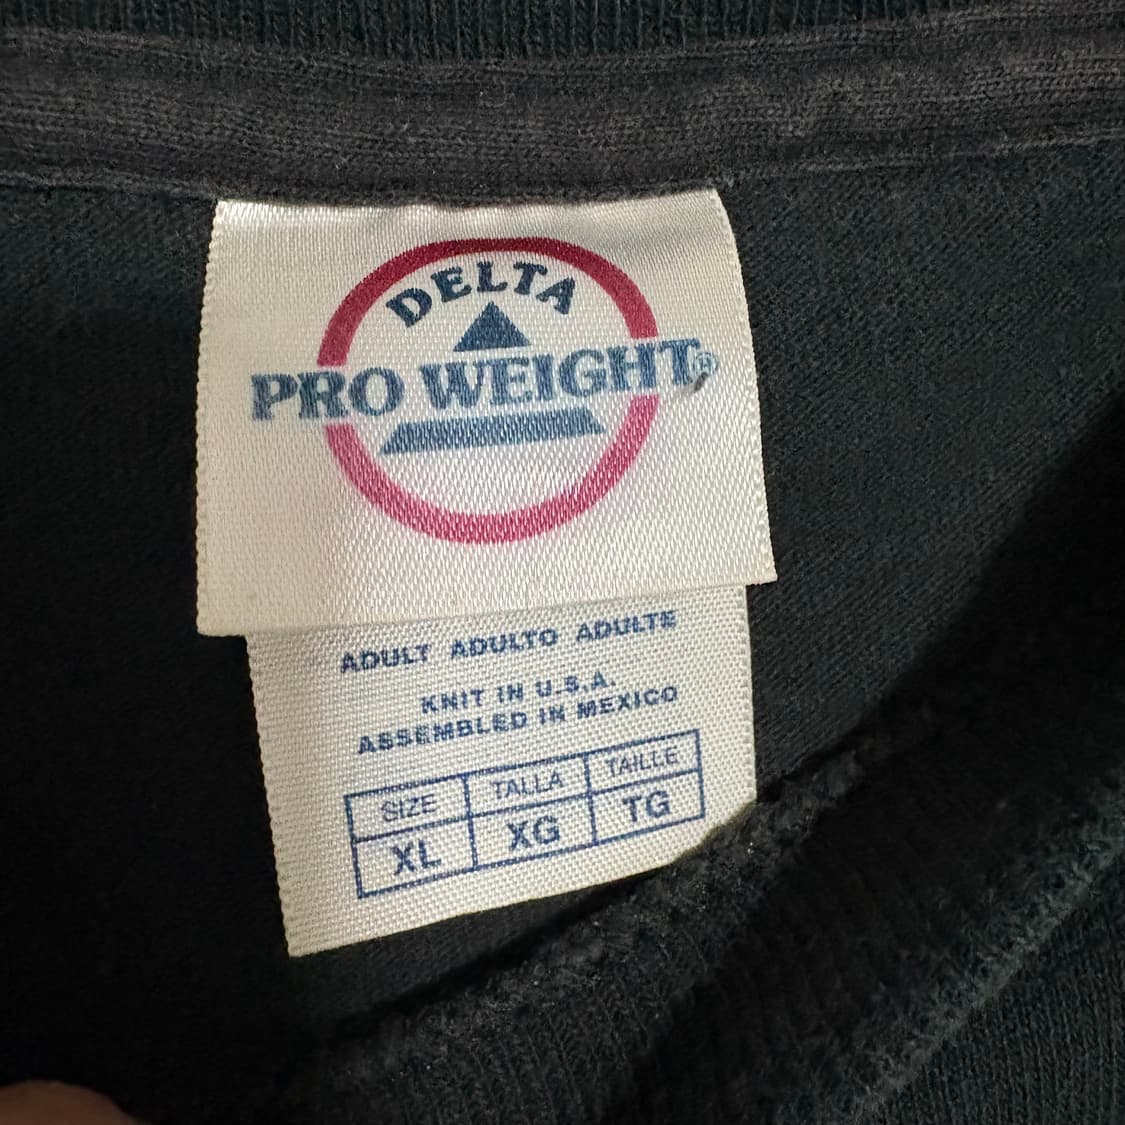 DELTA
PRO WEIGHT®
ADULT ADULTO ADULTE
KNIT IN U.S.A.
ASSEMBLED IN MEXICO
SIZE TALLA TAILLE
XL XG TG